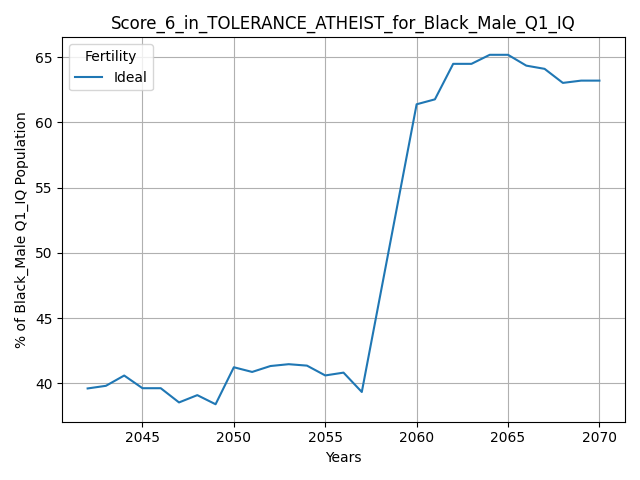 Score_6_in_TOLERANCE_ATHEIST_for_Black_Male_Q1_IQ
Fertility
Ideal
% of Black_Male Q1_IQ Population
65
60
55
50
45
40
2045
2050
2055
2060
2065
2070
Years